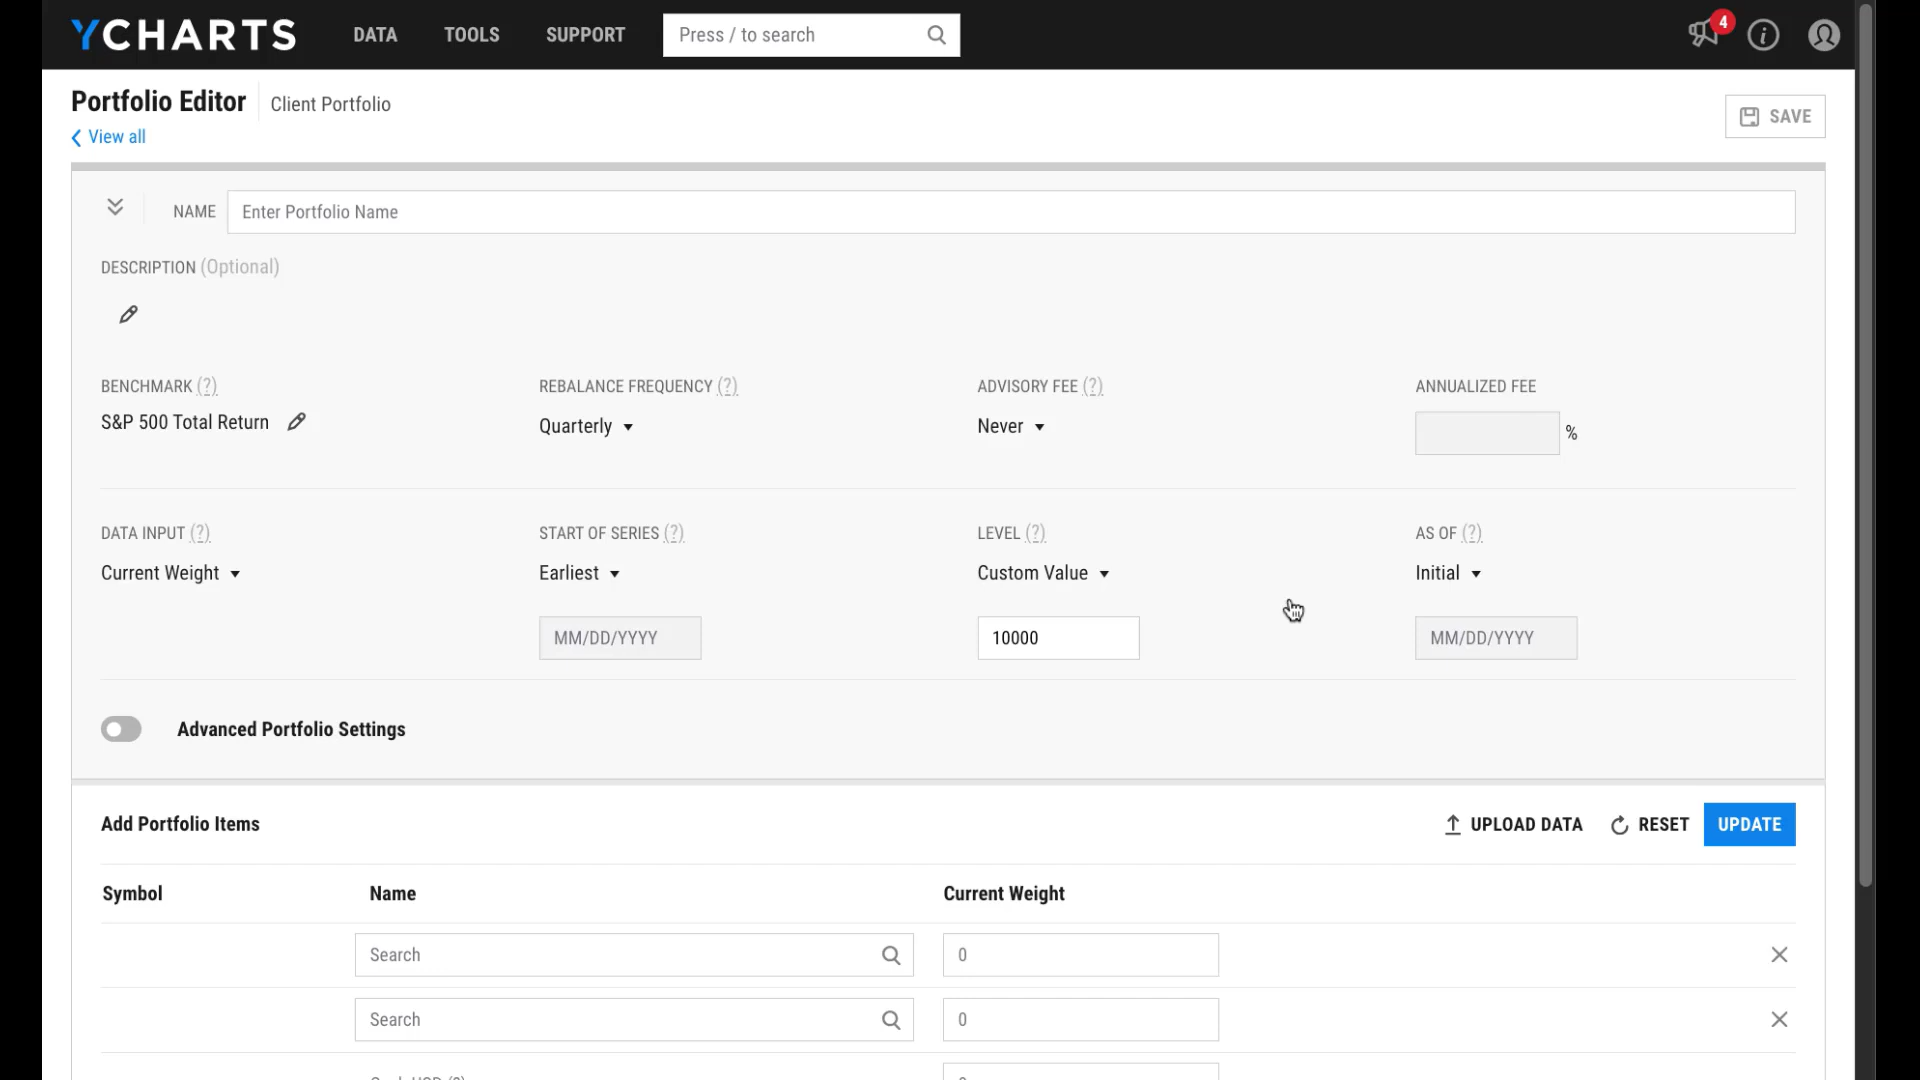 YCHARTS DATA TOOLS SUPPORT Press / to search 4
Portfolio Editor Client Portfolio
SAVE
View all
NAME Enter Portfolio Name
DESCRIPTION (Optional)
BENCHMARK (?) REBALANCE FREQUENCY (?) ADVISORY FEE (?) ANNUALIZED FEE
S&P 500 Total Return Quarterly Never %
DATA INPUT (?) START OF SERIES (?) LEVEL (?) AS OF (?)
Current Weight Earliest Custom Value Initial
MM/DD/YYYY 10000 MM/DD/YYYY
Advanced Portfolio Settings
Add Portfolio Items UPLOAD DATA RESET UPDATE
Symbol Name Current Weight
Search 0
Search 0